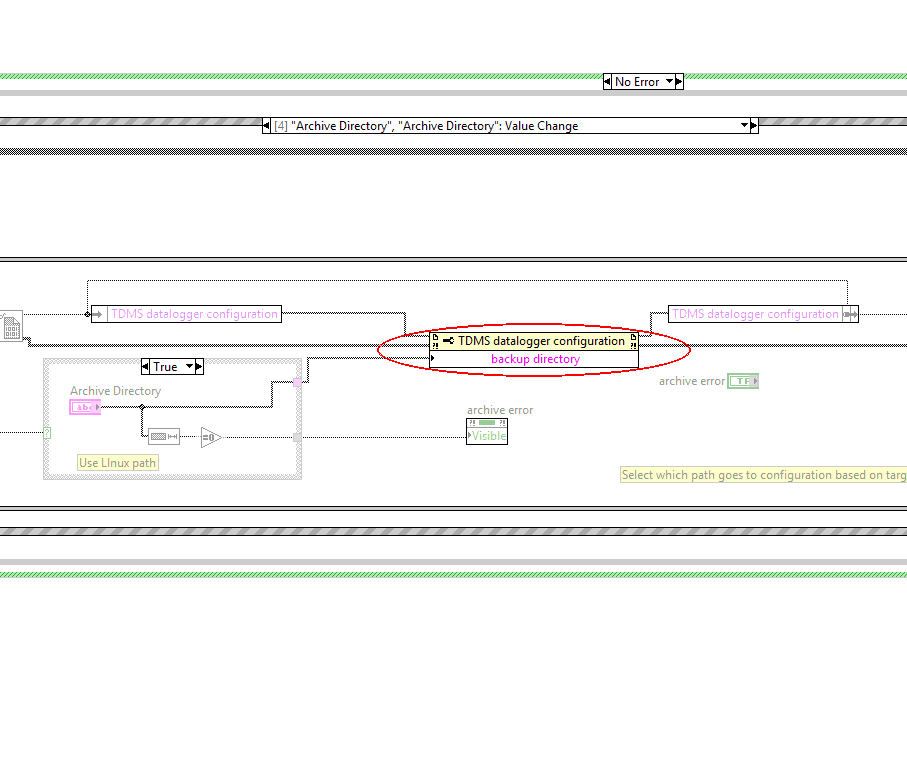 No Error
[4] "Archive Directory", "Archive Directory": Value Change
TDMS datalogger configuration
TDMS datalogger configuration
TDMS datalogger configuration
backup directory
True
Archive Directory
abc
=0
Use LInux path
archive error
Visible
archive error
TF
Select which path goes to configuration based on targ